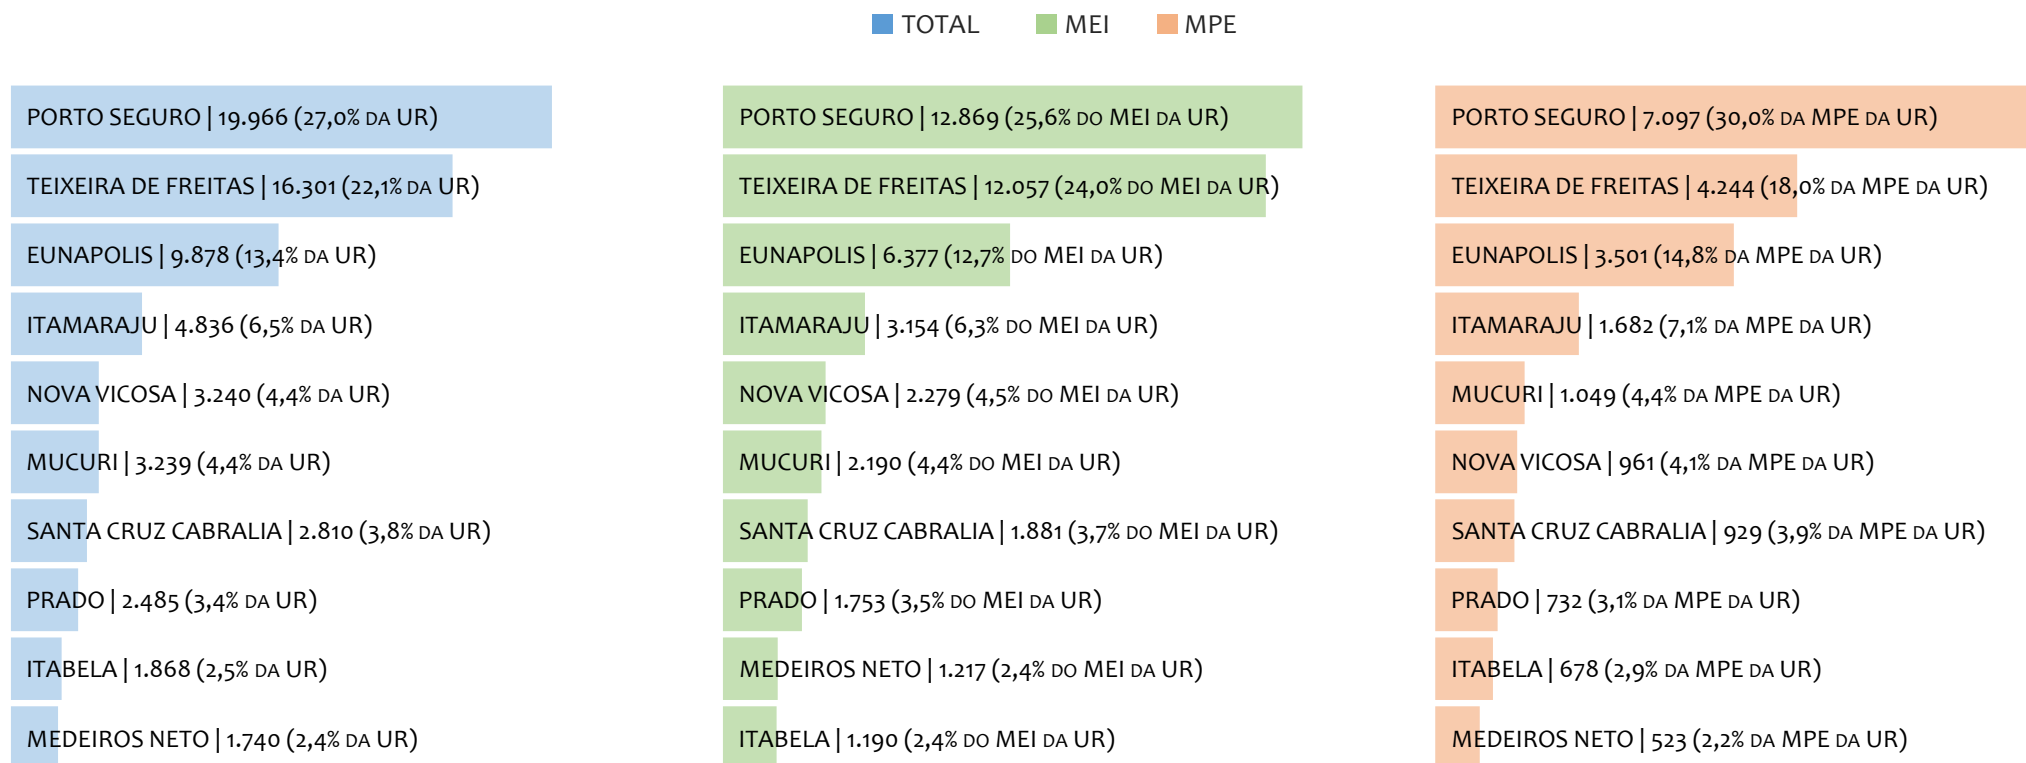 TOTAL MEI MPE
PORTO SEGURO | 19.966 (27,0% DA UR)
TEIXEIRA DE FREITAS | 16.301 (22,1% DA UR)
EUNAPOLIS | 9.878 (13,4% DA UR)
ITAMARAJU | 4.836 (6,5% DA UR)
NOVA VICOSA | 3.240 (4,4% DA UR)
MUCURI | 3.239 (4,4% DA UR)
SANTA CRUZ CABRALIA | 2.810 (3,8% DA UR)
PRADO | 2.485 (3,4% DA UR)
ITABELA | 1.868 (2,5% DA UR)
MEDEIROS NETO | 1.740 (2,4% DA UR)
PORTO SEGURO | 12.869 (25,6% DO MEI DA UR)
TEIXEIRA DE FREITAS | 12.057 (24,0% DO MEI DA UR)
EUNAPOLIS | 6.377 (12,7% DO MEI DA UR)
ITAMARAJU | 3.154 (6,3% DO MEI DA UR)
NOVA VICOSA | 2.279 (4,5% DO MEI DA UR)
MUCURI | 2.190 (4,4% DO MEI DA UR)
SANTA CRUZ CABRALIA | 1.881 (3,7% DO MEI DA UR)
PRADO | 1.753 (3,5% DO MEI DA UR)
MEDEIROS NETO | 1.217 (2,4% DO MEI DA UR)
ITABELA | 1.190 (2,4% DO MEI DA UR)
PORTO SEGURO | 7.097 (30,0% DA MPE DA UR)
TEIXEIRA DE FREITAS | 4.244 (18,0% DA MPE DA UR)
EUNAPOLIS | 3.501 (14,8% DA MPE DA UR)
ITAMARAJU | 1.682 (7,1% DA MPE DA UR)
MUCURI | 1.049 (4,4% DA MPE DA UR)
NOVA VICOSA | 961 (4,1% DA MPE DA UR)
SANTA CRUZ CABRALIA | 929 (3,9% DA MPE DA UR)
PRADO | 732 (3,1% DA MPE DA UR)
ITABELA | 678 (2,9% DA MPE DA UR)
MEDEIROS NETO | 523 (2,2% DA MPE DA UR)